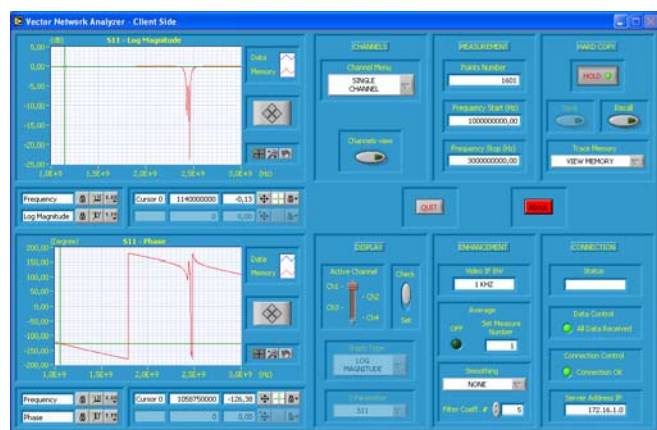 Vector Network Analyzer - Client Side
(dB) S11 - Log Magnitude
0,00
-5,00
-10,00
-15,00
-20,00
-25,00
1,0E+9 1,5E+9 2,0E+9 2,5E+9 3,0E+9 (Hz)
Data
Memory
Frequency
Log Magnitude
Cursor 0 1140000000 -0,13
0 0,00
(Degree) S11 - Phase
200,00
150,00
100,00
50,00
0,00
-50,00
-100,00
-150,00
-200,00
1,0E+9 1,5E+9 2,0E+9 2,5E+9 3,0E+9 (Hz)
Data
Memory
Frequency
Phase
Cursor 0 1058750000 -126,38
0 0,00
CHANNELS
Channel Menu
SINGLE
CHANNEL
Channels view
MEASUREMENT
Points Number
1601
Frequency Start (Hz)
1000000000,00
Frequency Stop (Hz)
3000000000,00
HARD COPY
HOLD
Save Recall
Trace Memory
VIEW MEMORY
QUIT
DISPLAY
Active Channel
Ch1 -
- Ch2
Ch3 -
- Ch4
Check
Set
Graph Type
LOG
MAGNITUDE
S Parameter
S11
ENHANCEMENT
Video IF BW
1 KHZ
Average
OFF
Set Measure
Number
1
Smoothing
NONE
Filter Coeff. # 5
CONNECTION
Status
Data Control
All Data Received
Connection Control
Connection OK
Server Address IP
172.16.1.0